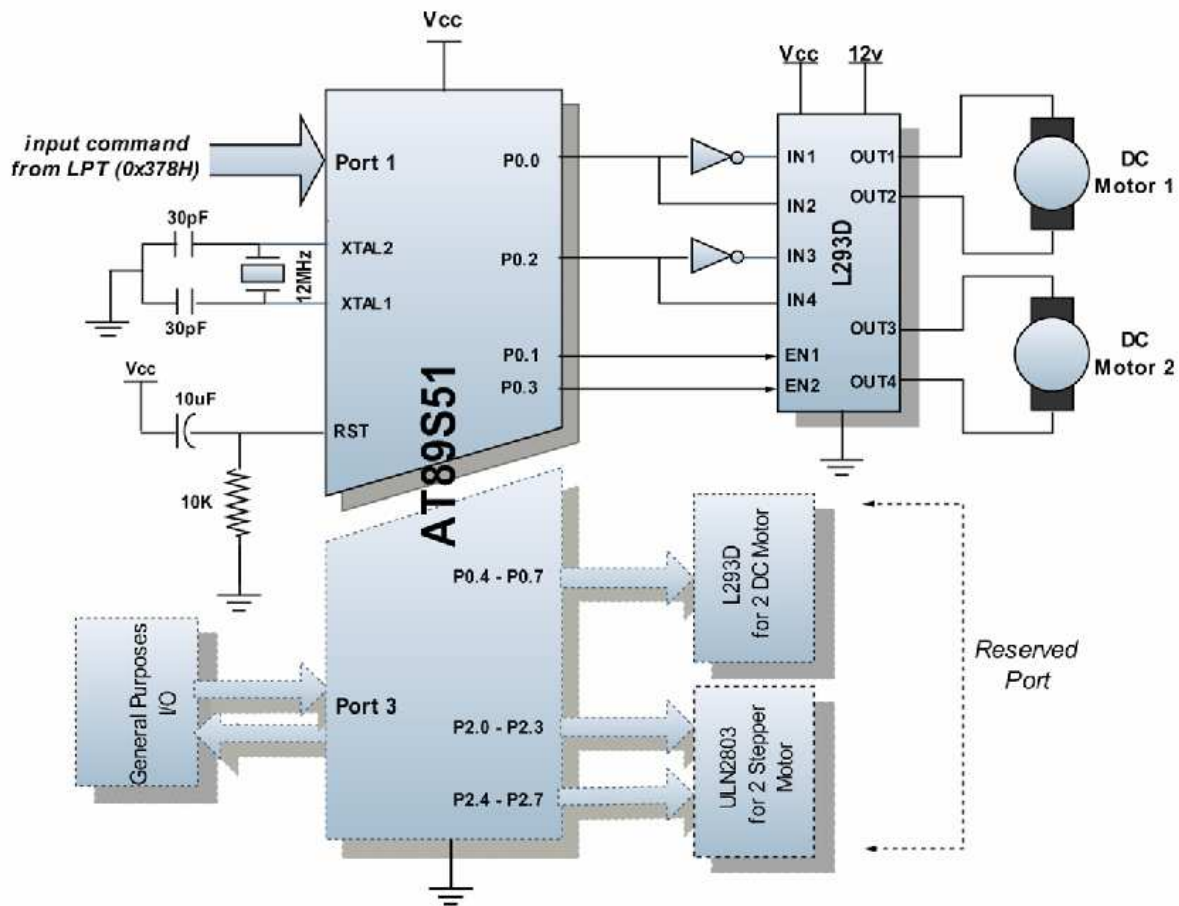 Vcc
Vcc
12v
input command
from LPT (0x378H)
Port 1
P0.0
IN1
OUT1
DC
Motor 1
IN2
OUT2
30pF
XTAL2
12MHz
P0.2
IN3
L293D
XTAL1
IN4
30pF
OUT3
DC
Motor 2
P0.1
EN1
Vcc
P0.3
EN2
OUT4
10uF
RST
AT89S51
10K
P0.4 - P0.7
L293D
for 2 DC Motor
Reserved
Port
General Purposes
I/O
Port 3
P2.0 - P2.3
P2.4 - P2.7
ULN2803
for 2 Stepper
Motor